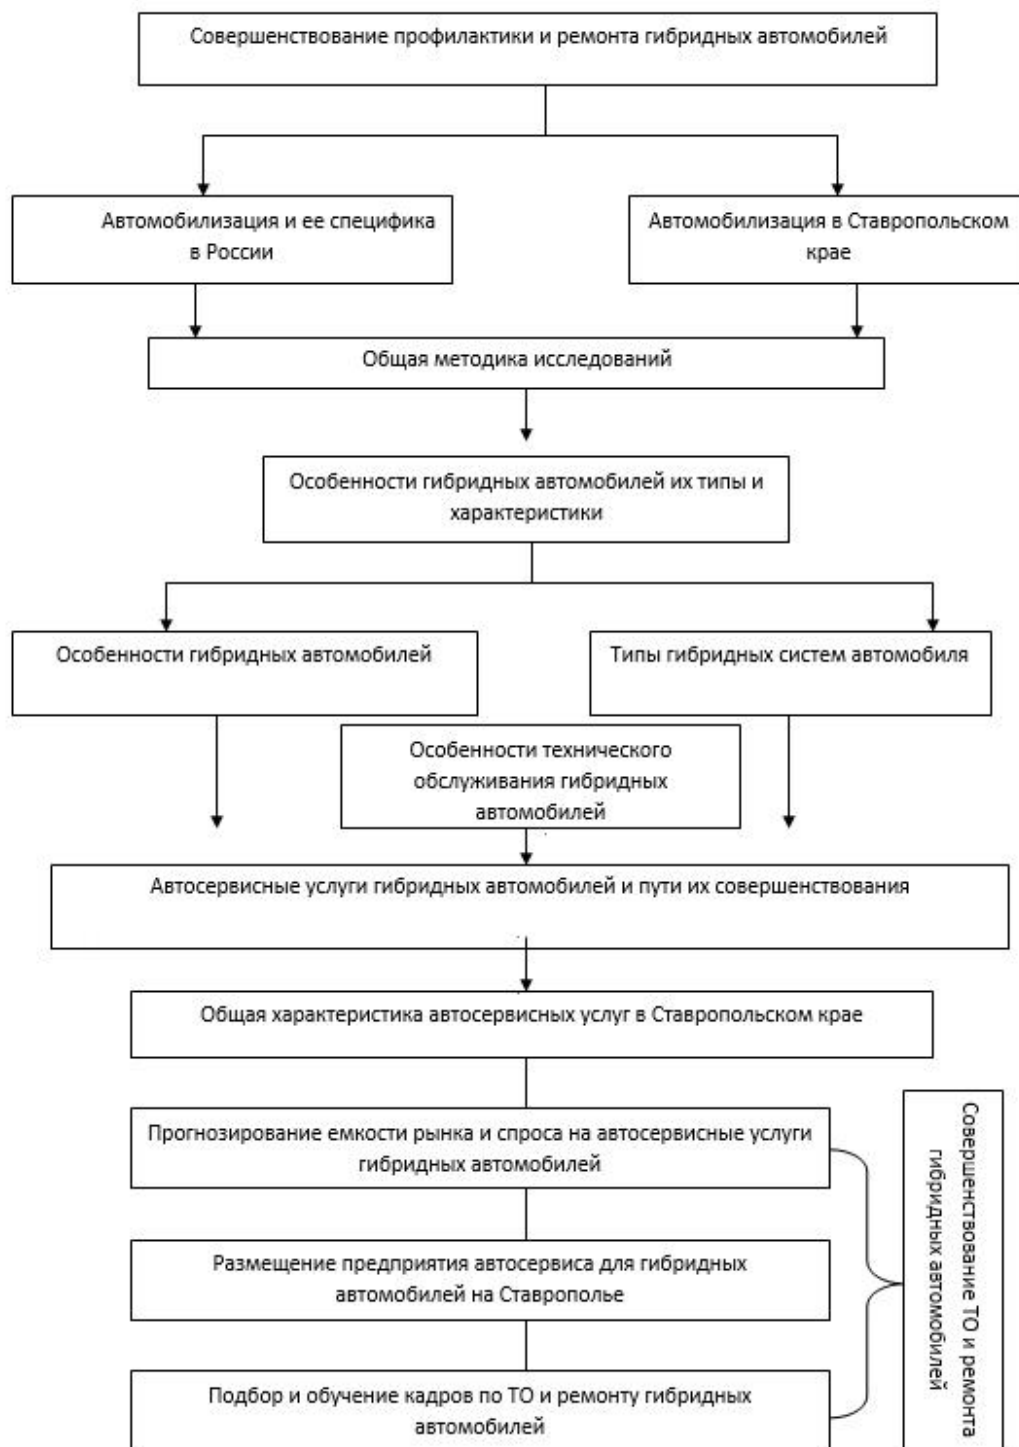 Совершенствование профилактики и ремонта гибридных автомобилей
Автомобилизация и ее специфика
в России
Автомобилизация в Ставропольском
крае
Общая методика исследований
Особенности гибридных автомобилей их типы и
характеристики
Особенности гибридных автомобилей
Типы гибридных систем автомобиля
Особенности технического
обслуживания гибридных
автомобилей
Автосервисные услуги гибридных автомобилей и пути их совершенствования
Общая характеристика автосервисных услуг в Ставропольском крае
Прогнозирование емкости рынка и спроса на автосервисные услуги
гибридных автомобилей
Размещение предприятия автосервиса для гибридных
автомобилей на Ставрополье
Подбор и обучение кадров по ТО и ремонту гибридных
автомобилей
Совершенствование ТО и ремонта
гибридных автомобилей